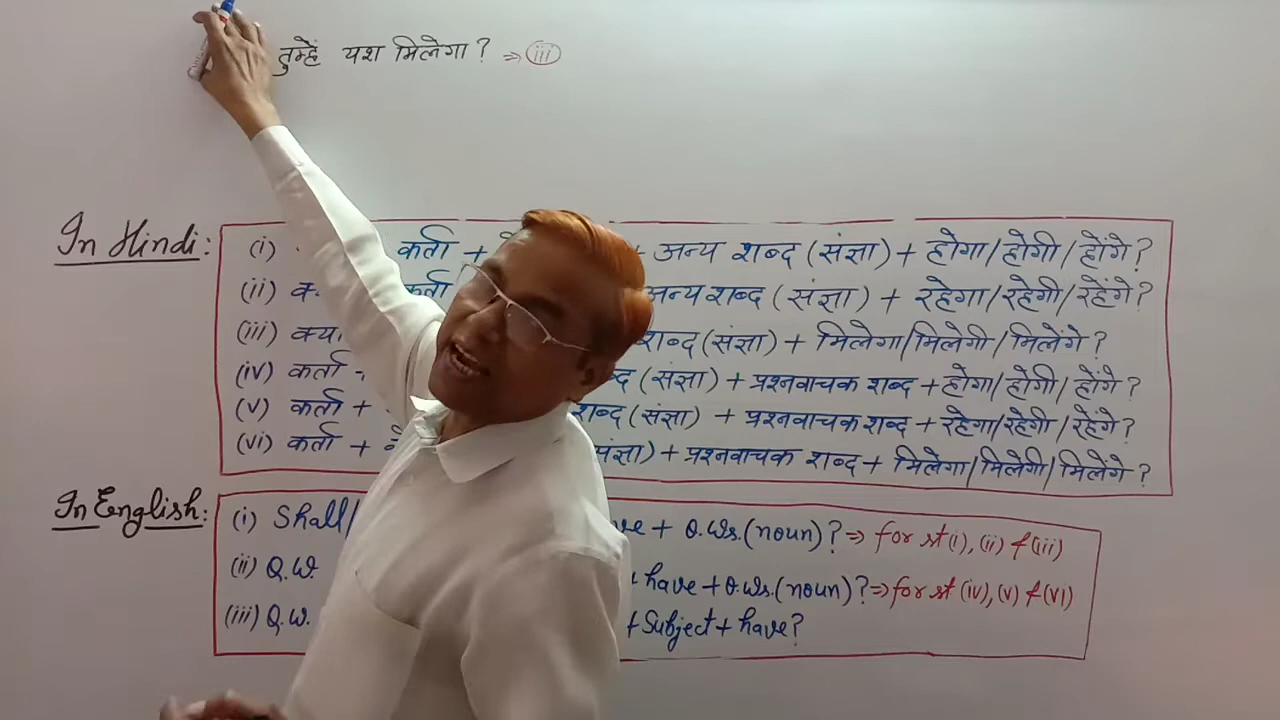 तुम्हें यश मिलेगा? ⇒ (iii)
In Hindi:
(i) कर्ता + + अन्य शब्द (संज्ञा) + होगा/होगी/होंगे?
(ii) कर्ता अन्य शब्द (संज्ञा) + रहेगा/रहेगी/रहेंगे?
(iii) क्या शब्द (संज्ञा) + मिलेगा/मिलेगी/मिलेंगे?
(iv) कर्ता + (संज्ञा) + प्रश्नवाचक शब्द + होगा/होगी/होंगे?
(v) कर्ता + शब्द (संज्ञा) + प्रश्नवाचक शब्द + रहेगा/रहेगी/रहेंगे?
(vi) कर्ता + + प्रश्नवाचक शब्द + मिलेगा/मिलेगी/मिलेंगे?
In English:
(i) Shall/ + O.Ws.(noun)? ⇒ for st (i), (ii) & (iii)
(ii) Q.W. + have + O.Ws.(noun)? ⇒ for st (iv), (v) & (vi)
(iii) Q.W. + Subject + have?